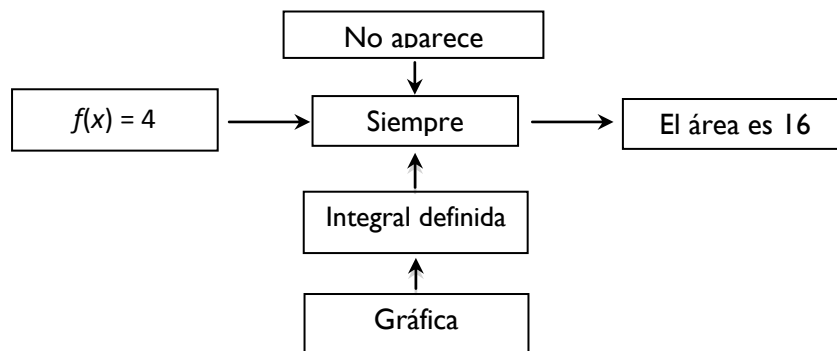 No aparece
f(x) = 4
Siempre
El área es 16
Integral definida
Gráfica